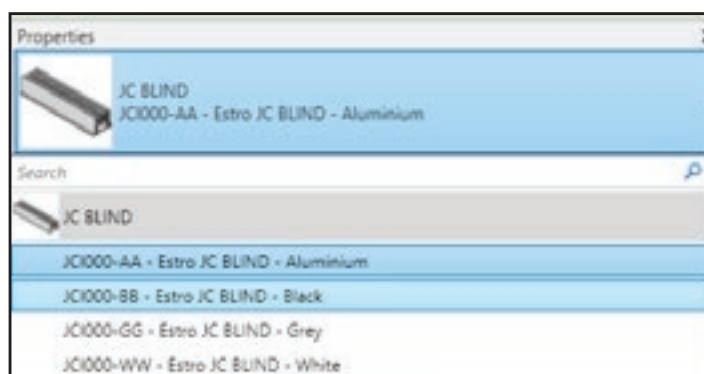 Properties
JC BLIND
JCI000-AA - Estro JC BLIND - Aluminium
Search
JC BLIND
JCI000-AA - Estro JC BLIND - Aluminium
JCI000-BB - Estro JC BLIND - Black
JCI000-GG - Estro JC BLIND - Grey
JCI000-WW - Estro JC BLIND - White